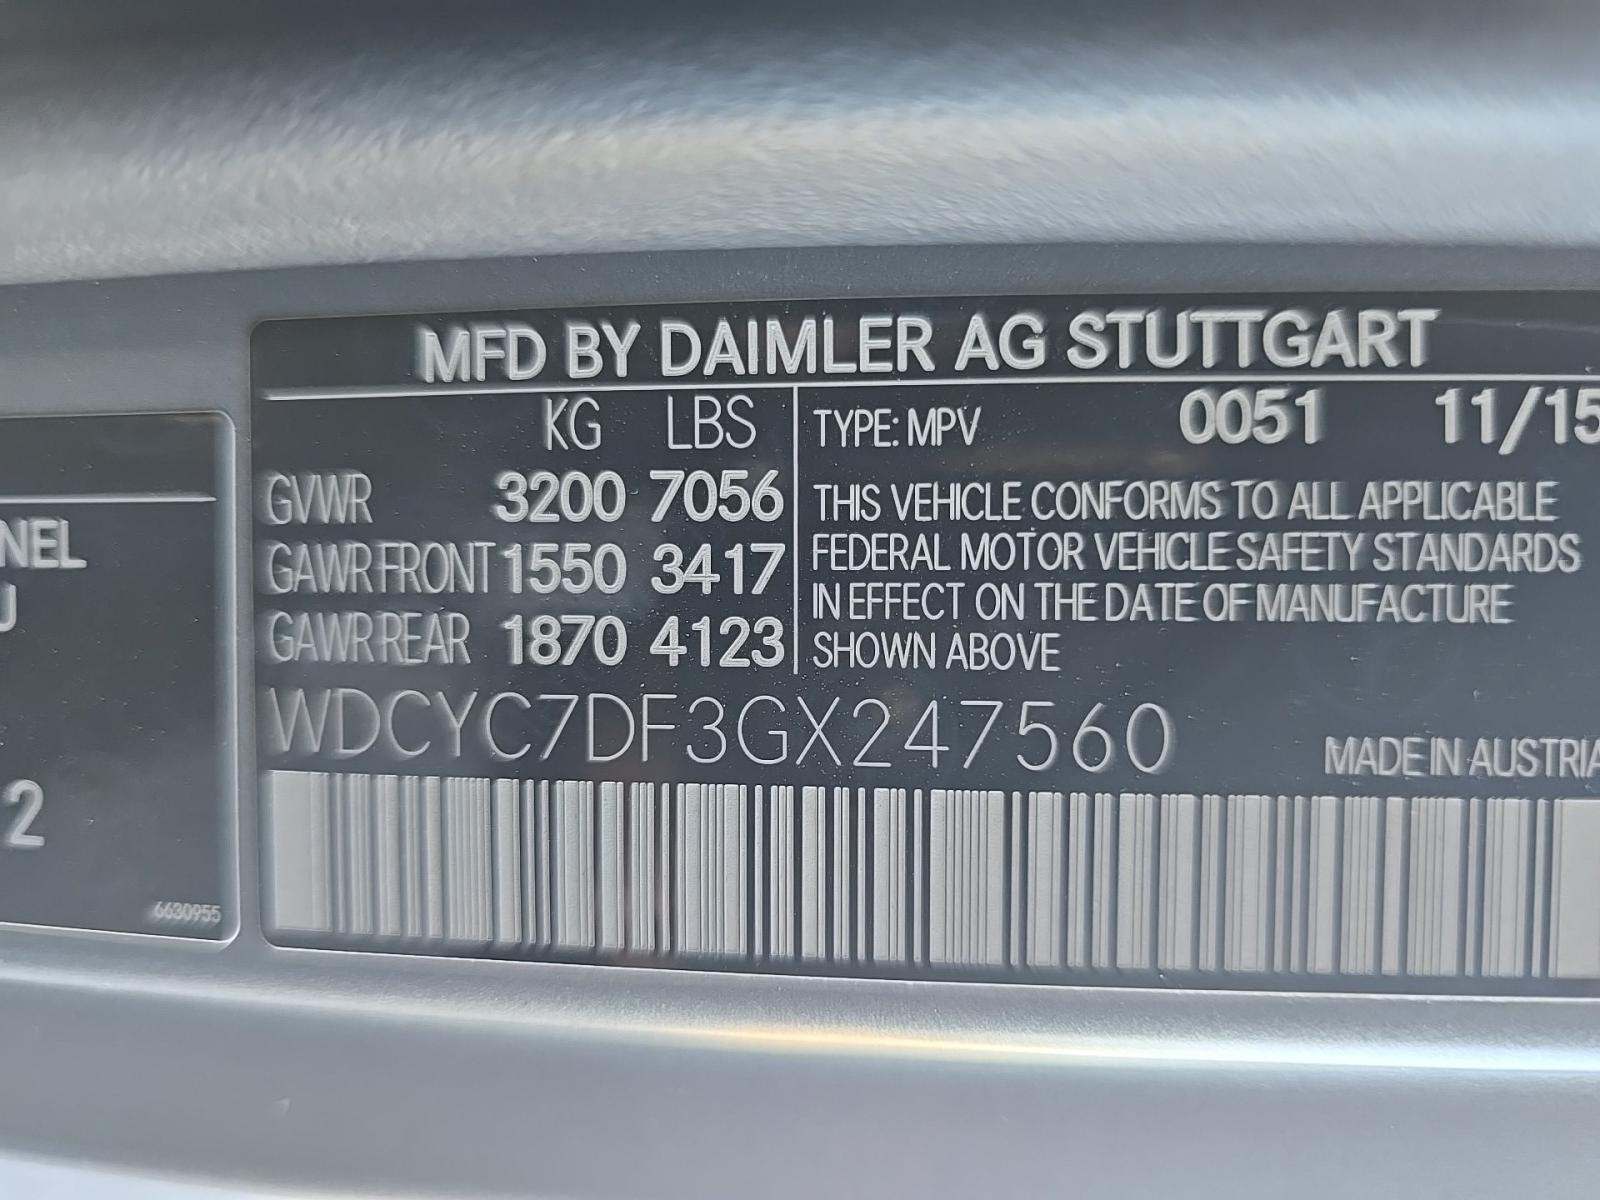 MFD BY DAIMLER AG STUTTGART
KG LBS
GVWR 3200 7056
GAWR FRONT 1550 3417
GAWR REAR 1870 4123
TYPE: MPV 0051 11/15
THIS VEHICLE CONFORMS TO ALL APPLICABLE
FEDERAL MOTOR VEHICLE SAFETY STANDARDS
IN EFFECT ON THE DATE OF MANUFACTURE
SHOWN ABOVE
WDCYC7DF3GX247560
MADE IN AUSTRIA
NEL
U
2
6630955